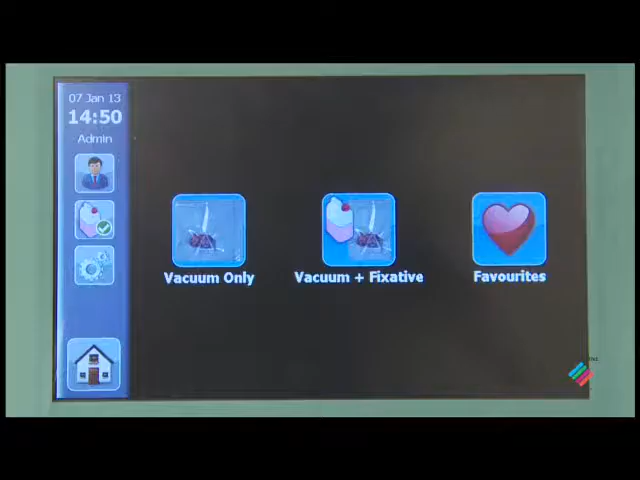 07 Jan 13
14:50
Admin
Vacuum Only
Vacuum + Fixative
Favourites